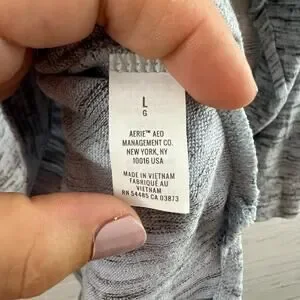 L
G
AERIE™ AEO
MANAGEMENT CO.
NEW YORK, NY
10016 USA
MADE IN VIETNAM
FABRIQUÉ AU
VIETNAM
RN 54485 CA 03873